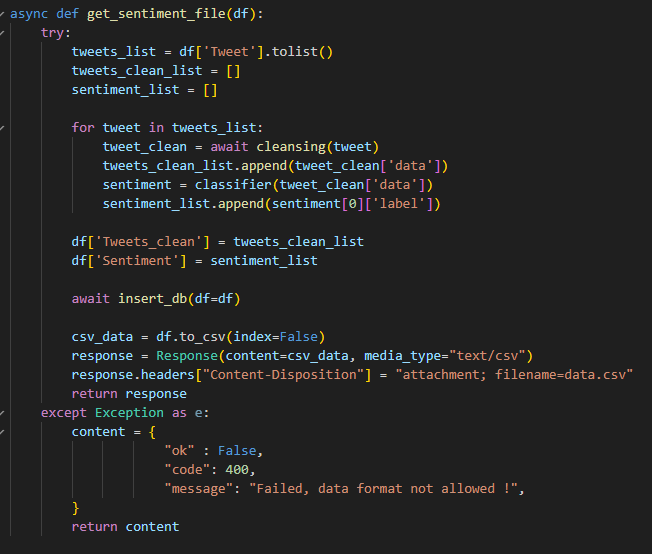 async def get_sentiment_file(df):
    try:
        tweets_list = df['Tweet'].tolist()
        tweets_clean_list = []
        sentiment_list = []

        for tweet in tweets_list:
            tweet_clean = await cleansing(tweet)
            tweets_clean_list.append(tweet_clean['data'])
            sentiment = classifier(tweet_clean['data'])
            sentiment_list.append(sentiment[0]['label'])

        df['Tweets_clean'] = tweets_clean_list
        df['Sentiment'] = sentiment_list

        await insert_db(df=df)

        csv_data = df.to_csv(index=False)
        response = Response(content=csv_data, media_type="text/csv")
        response.headers["Content-Disposition"] = "attachment; filename=data.csv"
        return response
    except Exception as e:
        content = {
                    "ok" : False,
                    "code": 400,
                    "message": "Failed, data format not allowed !",
        }
        return content